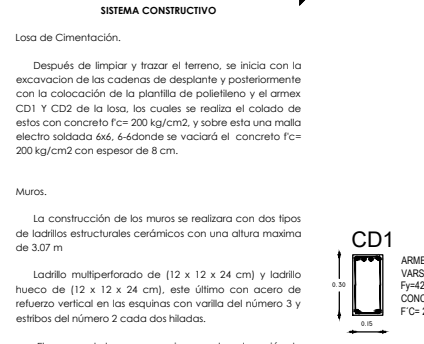 SISTEMA CONSTRUCTIVO
Losa de Cimentación.
Después de limpiar y trazar el terreno, se inicia con la
excavacion de las cadenas de desplante y posteriormente
con la colocación de la plantilla de polietileno y el armex
CD1 Y CD2 de la losa, los cuales se realiza el colado de
estos con concreto f'c= 200 kg/cm2, y sobre esta una malla
electro soldada 6x6, 6-6donde se vaciará el concreto f'c=
200 kg/cm2 con espesor de 8 cm.
Muros.
La construcción de los muros se realizara con dos tipos
de ladrillos estructurales cerámicos con una altura maxima
de 3.07 m
Ladrillo multiperforado de (12 x 12 x 24 cm) y ladrillo
hueco de (12 x 12 x 24 cm), este último con acero de
refuerzo vertical en las esquinas con varilla del número 3 y
estribos del número 2 cada dos hiladas.
CD1
0.30
0.15
ARME
VARS
Fy=42
CONC
F´C= 2